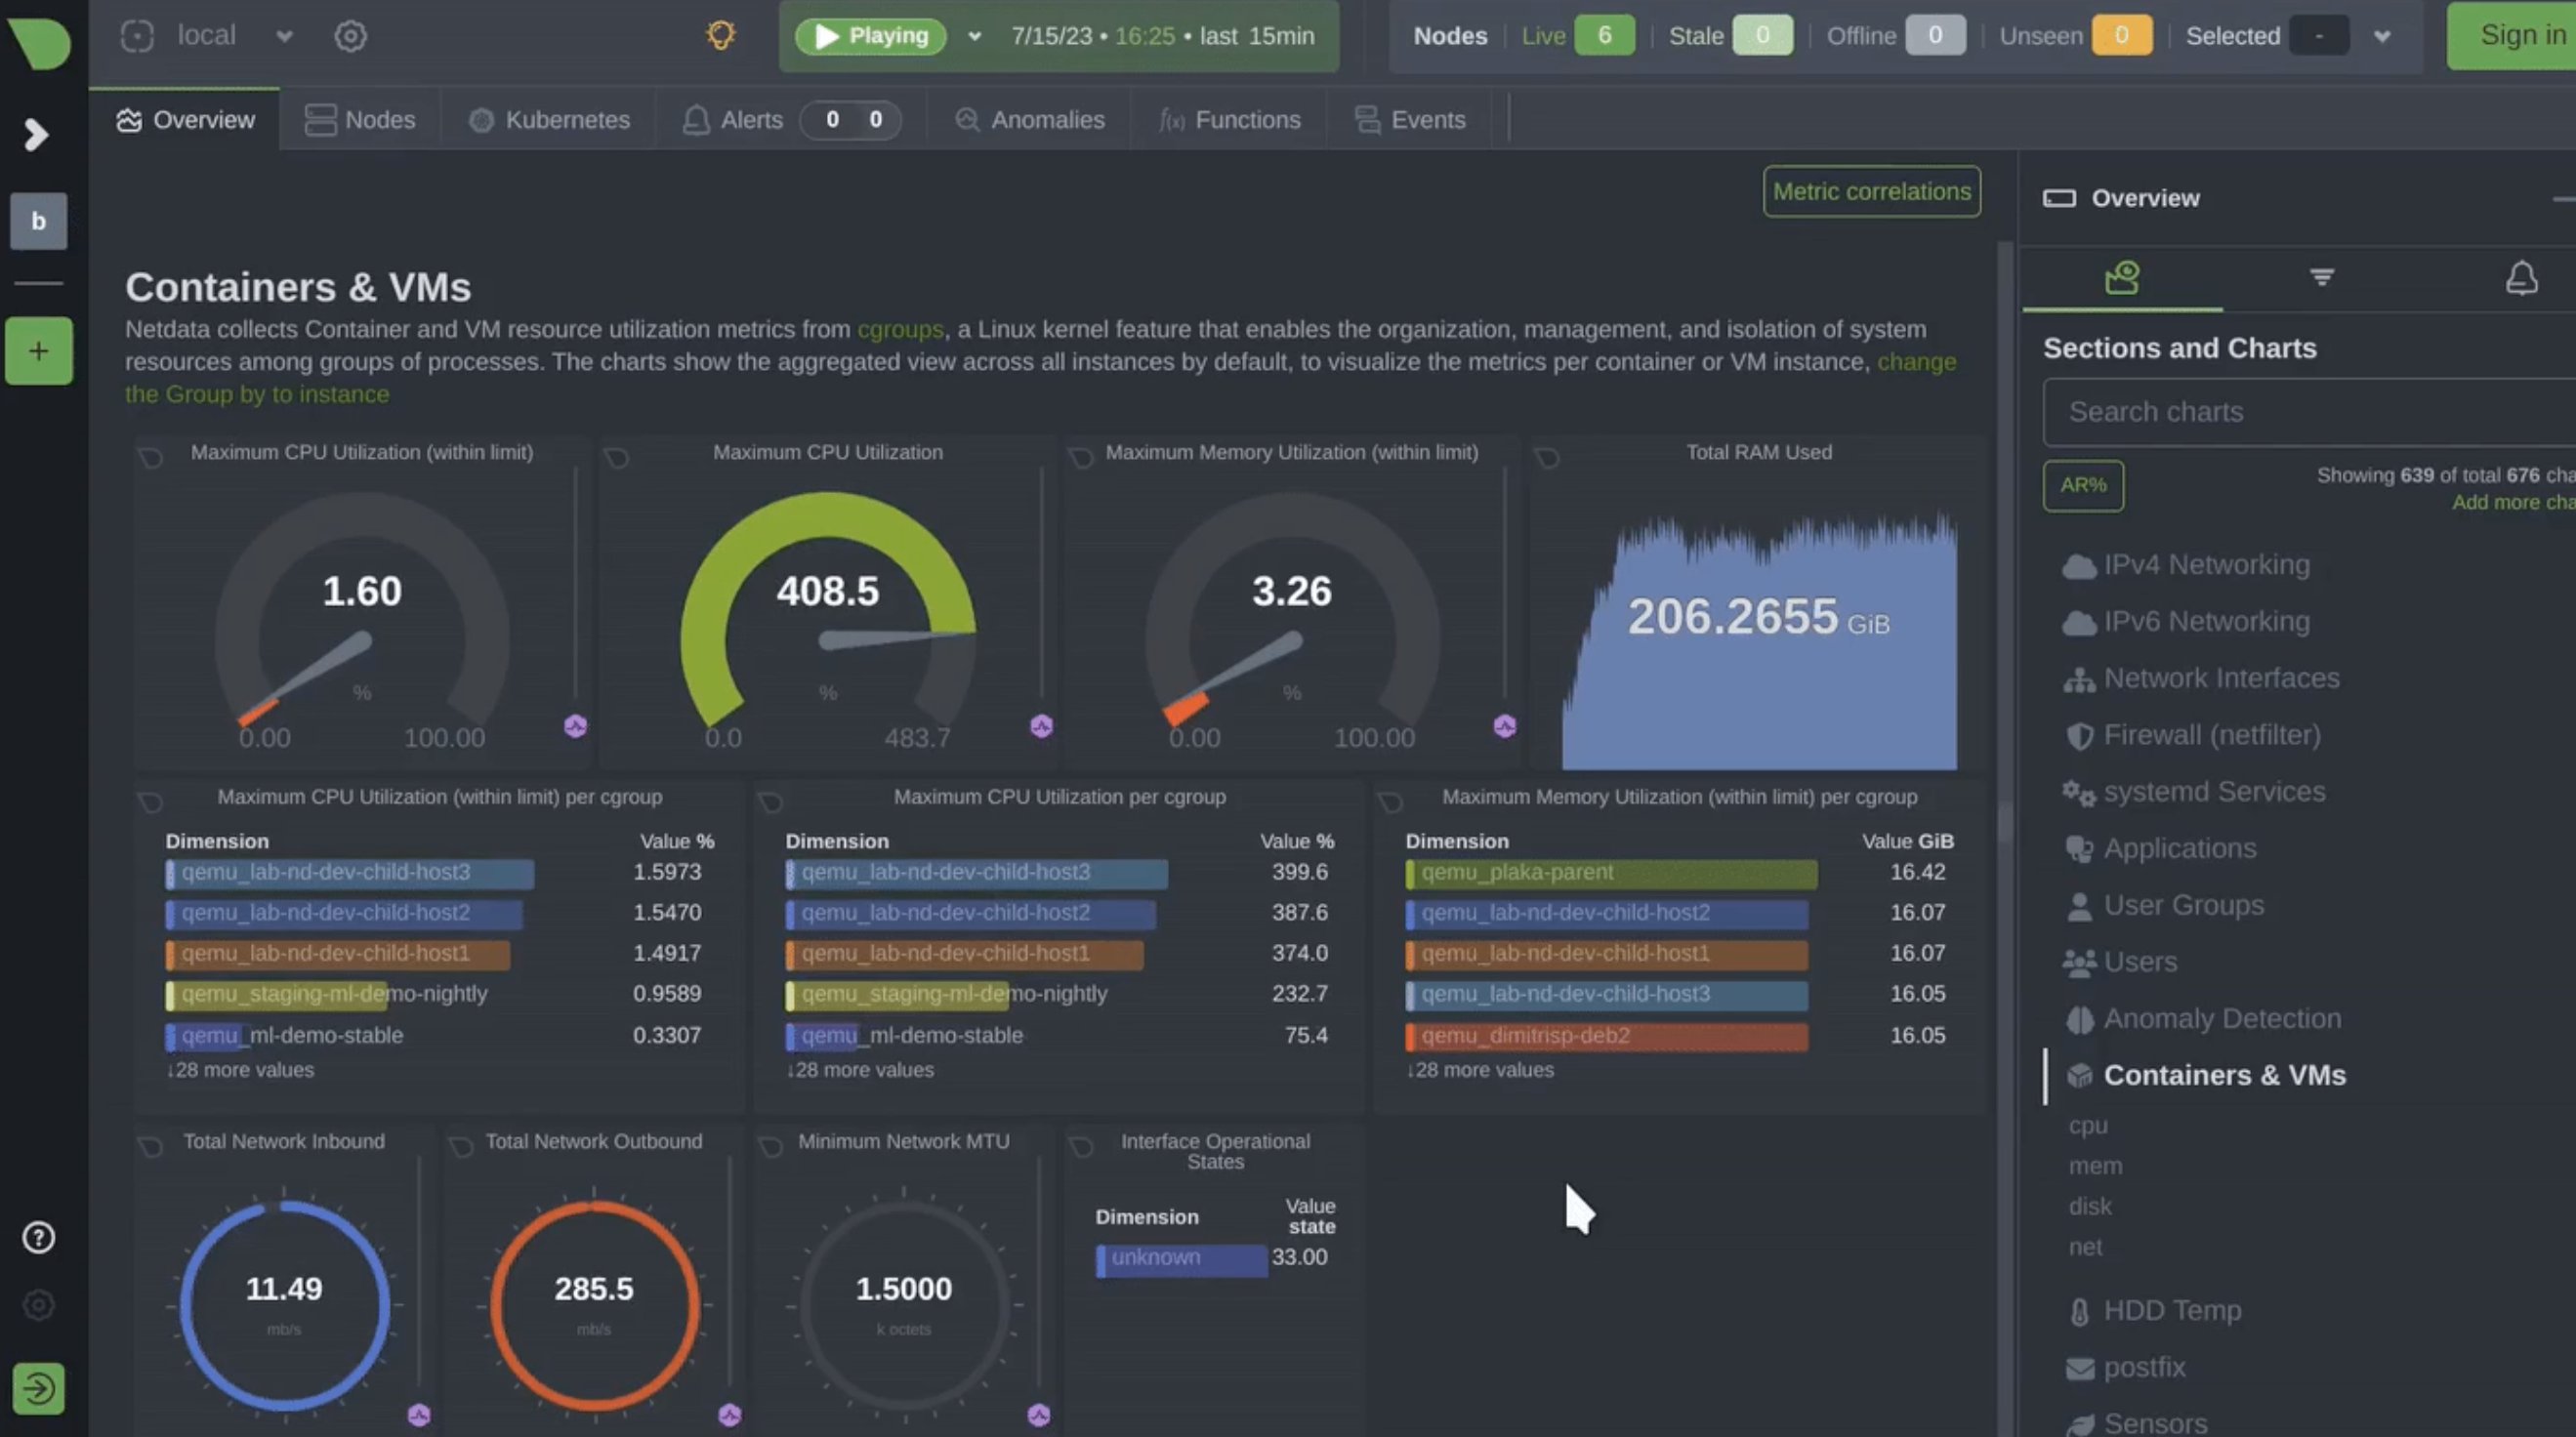 local
Playing
7/15/23 • 16:25 • last 15min
Nodes Live 6 Stale 0 Offline 0 Unseen 0 Selected -
Sign in
Overview
Nodes
Kubernetes
Alerts 0 0
Anomalies
f(x) Functions
Events
b
+
?
Metric correlations
Containers & VMs
Netdata collects Container and VM resource utilization metrics from cgroups, a Linux kernel feature that enables the organization, management, and isolation of system
resources among groups of processes. The charts show the aggregated view across all instances by default, to visualize the metrics per container or VM instance, change
the Group by to instance
Maximum CPU Utilization (within limit)
1.60
%
0.00 100.00
Maximum CPU Utilization
408.5
%
0.0 483.7
Maximum Memory Utilization (within limit)
3.26
%
0.00 100.00
Total RAM Used
206.2655 GiB
Maximum CPU Utilization (within limit) per cgroup
Dimension Value %
qemu_lab-nd-dev-child-host3 1.5973
qemu_lab-nd-dev-child-host2 1.5470
qemu_lab-nd-dev-child-host1 1.4917
qemu_staging-ml-demo-nightly 0.9589
qemu_ml-demo-stable 0.3307
↓28 more values
Maximum CPU Utilization per cgroup
Dimension Value %
qemu_lab-nd-dev-child-host3 399.6
qemu_lab-nd-dev-child-host2 387.6
qemu_lab-nd-dev-child-host1 374.0
qemu_staging-ml-demo-nightly 232.7
qemu_ml-demo-stable 75.4
↓28 more values
Maximum Memory Utilization (within limit) per cgroup
Dimension Value GiB
qemu_plaka-parent 16.42
qemu_lab-nd-dev-child-host2 16.07
qemu_lab-nd-dev-child-host1 16.07
qemu_lab-nd-dev-child-host3 16.05
qemu_dimitrisp-deb2 16.05
↓28 more values
Total Network Inbound
11.49
mb/s
Total Network Outbound
285.5
mb/s
Minimum Network MTU
1.5000
k octets
Interface Operational
States
Dimension Value
state
unknown 33.00
Overview
Sections and Charts
Search charts
AR%
Showing 639 of total 676 cha
Add more cha
IPv4 Networking
IPv6 Networking
Network Interfaces
Firewall (netfilter)
systemd Services
Applications
User Groups
Users
Anomaly Detection
Containers & VMs
cpu
mem
disk
net
HDD Temp
postfix
Sensors